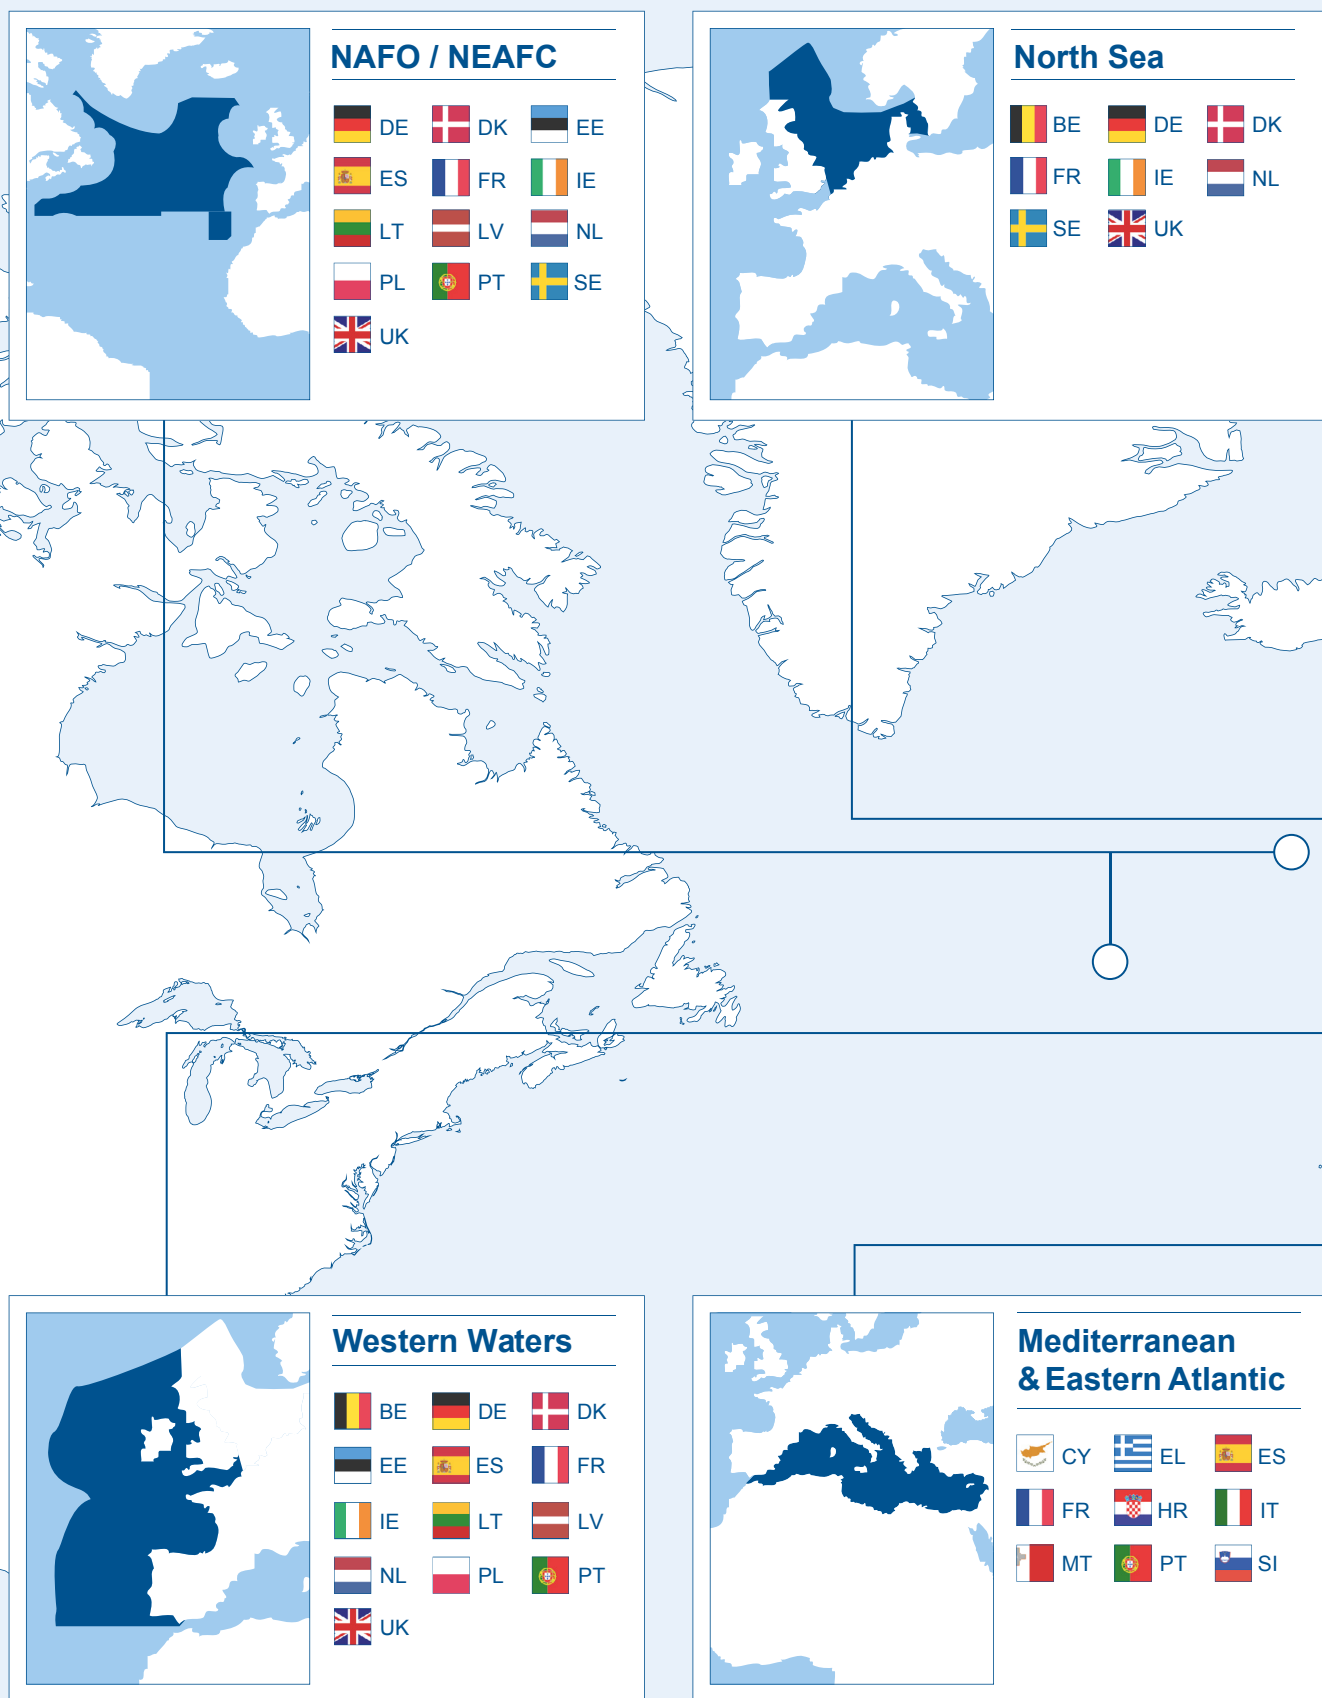 NAFO / NEAFC
DE DK EE
ES FR IE
LT LV NL
PL PT SE
UK
North Sea
BE DE DK
FR IE NL
SE UK
Western Waters
BE DE DK
EE ES FR
IE LT LV
NL PL PT
UK
Mediterranean
& Eastern Atlantic
CY EL ES
FR HR IT
MT PT SI